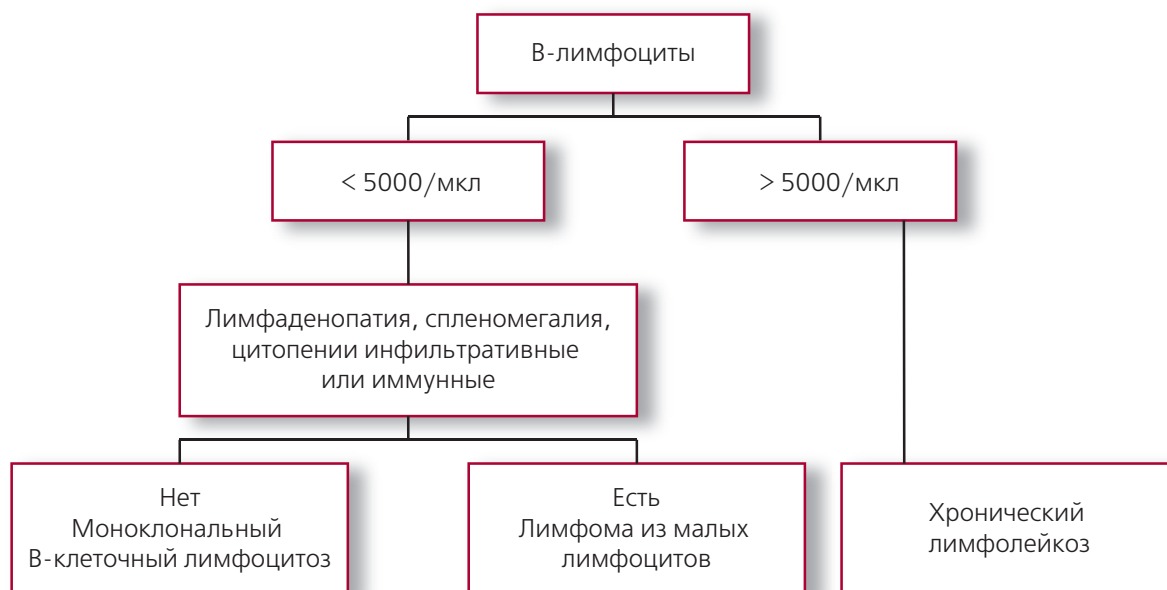 В-лимфоциты
< 5000/мкл
> 5000/мкл
Лимфаденопатия, спленомегалия,
цитопении инфильтративные
или иммунные
Нет
Моноклональный
В-клеточный лимфоцитоз
Есть
Лимфома из малых
лимфоцитов
Хронический
лимфолейкоз